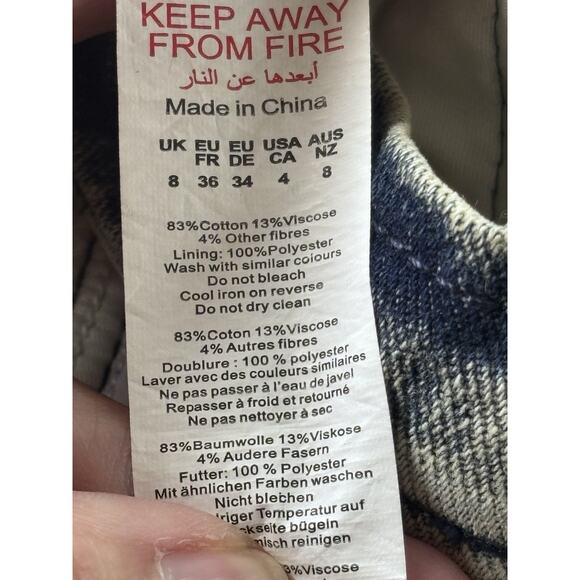 KEEP AWAY
FROM FIRE
أبعدها عن النار
Made in China
UK EU FR EU DE USA CA AUS NZ
8 36 34 4 8
83%Cotton 13%Viscose
4% Other fibres
Lining: 100%Polyester
Wash with similar colours
Do not bleach
Cool iron on reverse
Do not dry clean
83%Coton 13%Viscose
4% Autres fibres
Doublure : 100 % polyester
Laver avec des couleurs similaires
Ne pas passer à l'eau de javel
Repasser à froid et retourné
Ne pas nettoyer à sec
83%Baumwolle 13%Viskose
4% Audere Fasern
Futter: 100 % Polyester
Mit ähnlichen Farben waschen
Nicht blechen
driger Temperatur auf
ckseite bügeln
misch reinigen
3%Viscose